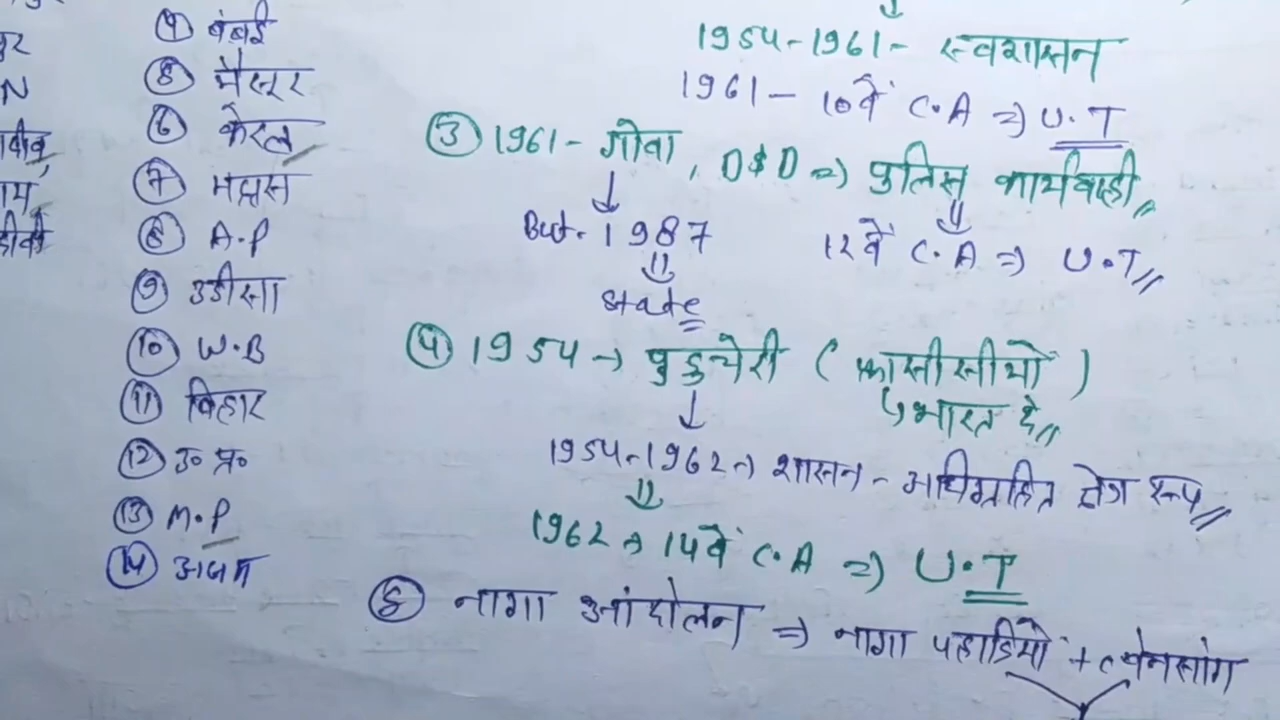 ④ बंबई
⑤ मैसूर
⑥ केरल
⑦ मद्रास
⑧ A.P
⑨ उडीसा
⑩ W.B
⑪ बिहार
⑫ उ० प्र०
⑬ M.P
⑭ असम
1954-1961- स्वशासन
1961 - 10वें C.A => U.T
③ 1961 - गोवा, D&D => पुलिस कार्यवाही
But. 1987
12वें C.A => U.T
State
④ 1954 → पुडुचेरी (फ्रासीसीयों)
भारत दे
1954-1962 → शासन - अधिग्रहित क्षेत्र रूप
1962 → 14वें C.A => U.T
⑤ नागा आंदोलन => नागा पहाडियों + त्वेनसांग